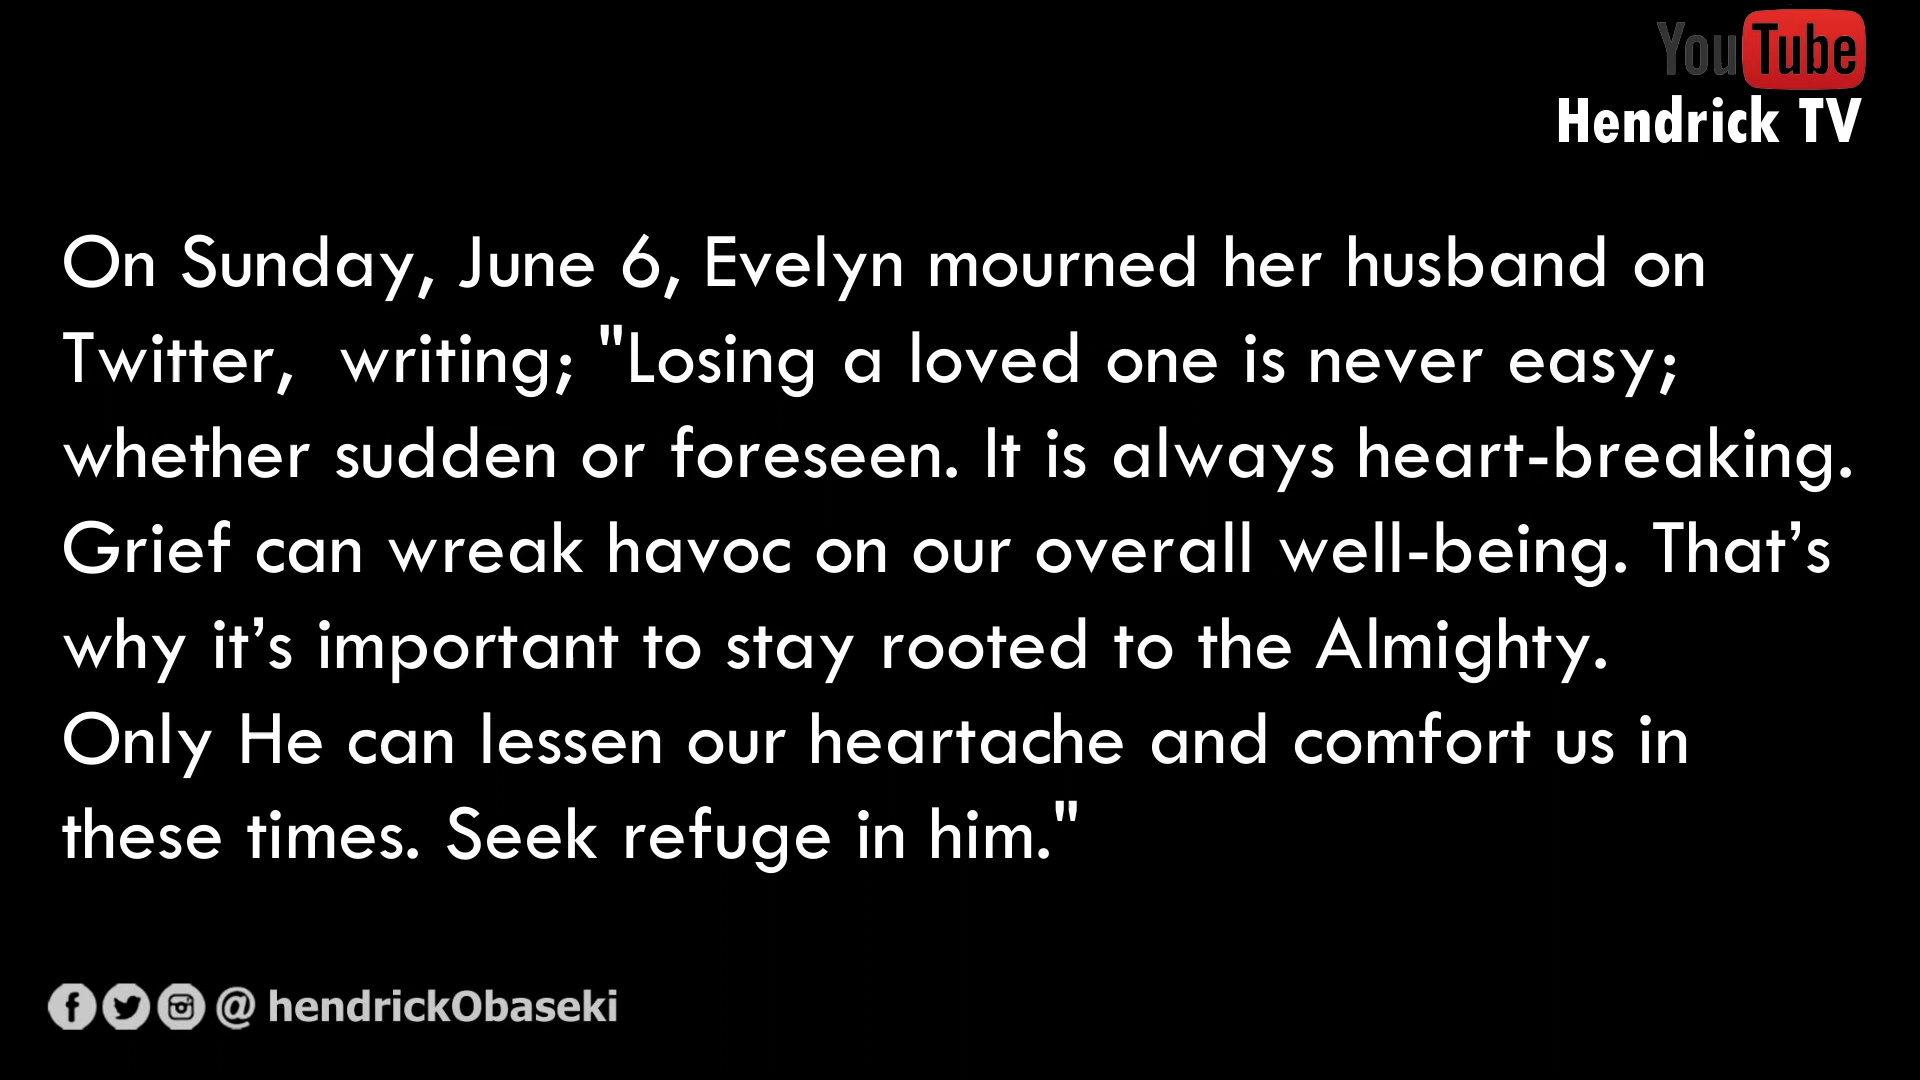 YouTube
Hendrick TV
On Sunday, June 6, Evelyn mourned her husband on
Twitter,  writing; "Losing a loved one is never easy;
whether sudden or foreseen. It is always heart-breaking.
Grief can wreak havoc on our overall well-being. That’s
why it’s important to stay rooted to the Almighty.
Only He can lessen our heartache and comfort us in
these times. Seek refuge in him."
@ hendrickObaseki